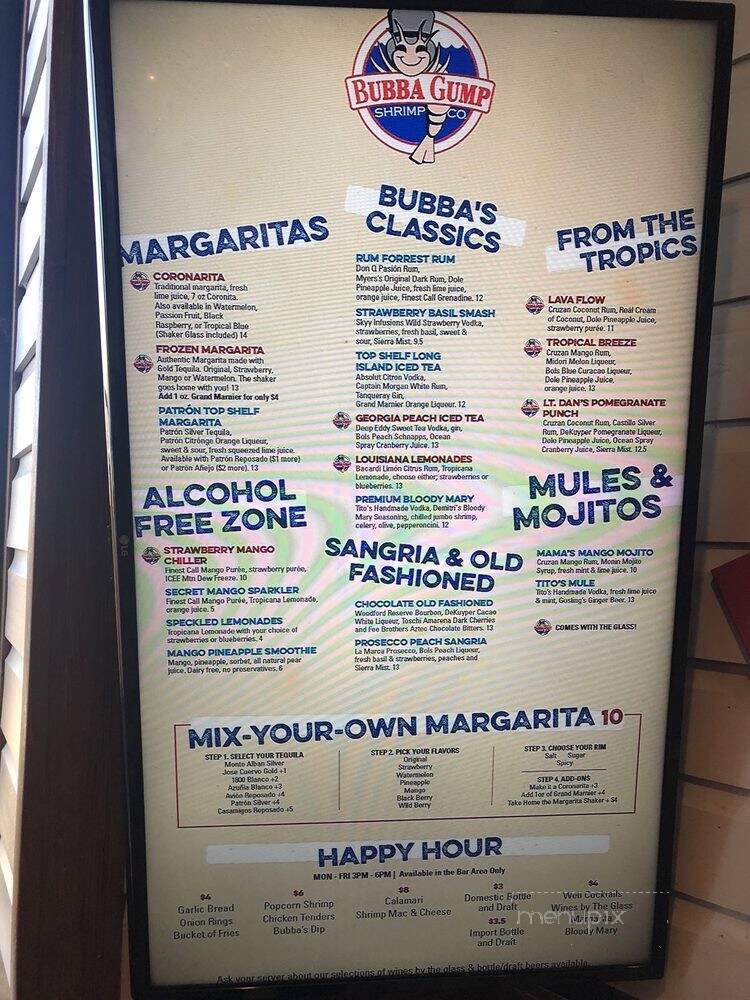 BUBBA GUMP
SHRIMP CO
MARGARITAS
CORONARITA
Traditional margarita, fresh
lime juice, 7 oz Coronita.
Also available in Watermelon,
Passion Fruit, Black
Raspberry, or Tropical Blue
(Shaker Glass included) 14
FROZEN MARGARITA
Authentic Margarita made with
Gold Tequila. Original, Strawberry,
Mango or Watermelon. The shaker
goes home with you! 13
Add 1 oz. Grand Marnier for only $4
PATRÓN TOP SHELF
MARGARITA
Patrón Silver Tequila,
Patrón Citrónge Orange Liqueur,
sweet & sour, fresh squeezed lime juice.
Available with Patrón Reposado ($1 more)
or Patrón Añejo ($2 more). 13
ALCOHOL
FREE ZONE
STRAWBERRY MANGO
CHILLER
Finest Call Mango Purée, strawberry purée,
ICEE Mtn Dew Freeze. 10
SECRET MANGO SPARKLER
Finest Call Mango Purée, Tropicana Lemonade,
orange juice. 5
SPECKLED LEMONADES
Tropicana Lemonade with your choice of
strawberries or blueberries. 4
MANGO PINEAPPLE SMOOTHIE
Mango, pineapple, sorbet, all natural pear
juice. Dairy free, no preservatives. 6
BUBBA'S
CLASSICS
RUM FORREST RUM
Don Q Pasión Rum,
Myers's Original Dark Rum, Dole
Pineapple Juice, fresh lime juice,
orange juice, Finest Call Grenadine. 12
STRAWBERRY BASIL SMASH
Skyy Infusions Wild Strawberry Vodka,
strawberries, fresh basil, sweet &
sour, Sierra Mist. 9.5
TOP SHELF LONG
ISLAND ICED TEA
Absolut Citron Vodka,
Captain Morgan White Rum,
Tanqueray Gin,
Grand Marnier Orange Liqueur. 12
GEORGIA PEACH ICED TEA
Deep Eddy Sweet Tea Vodka, gin,
Bols Peach Schnapps, Ocean
Spray Cranberry Juice. 13
LOUISIANA LEMONADES
Bacardi Limón Citrus Rum, Tropicana
Lemonade, choose either; strawberries or
blueberries. 13
PREMIUM BLOODY MARY
Tito's Handmade Vodka, Demitri's Bloody
Mary Seasoning, chilled jumbo shrimp,
celery, olive, pepperoncini. 12
SANGRIA & OLD
FASHIONED
CHOCOLATE OLD FASHIONED
Woodford Reserve Bourbon, DeKuyper Cacao
White Liqueur, Toschi Amarena Dark Cherries
and Fee Brothers Aztec Chocolate Bitters. 13
PROSECCO PEACH SANGRIA
La Marca Prosecco, Bols Peach Liqueur,
fresh basil & strawberries, peaches and
Sierra Mist. 13
FROM THE
TROPICS
LAVA FLOW
Cruzan Coconut Rum, Reál Cream
of Coconut, Dole Pineapple Juice,
strawberry purée. 11
TROPICAL BREEZE
Cruzan Mango Rum,
Midori Melon Liqueur,
Bols Blue Curacao Liqueur,
Dole Pineapple Juice,
orange juice. 13
LT. DAN'S POMEGRANATE
PUNCH
Cruzan Coconut Rum, Castillo Silver
Rum, DeKuyper Pomegranate Liqueur,
Dole Pineapple Juice, Ocean Spray
Cranberry Juice, Sierra Mist. 12.5
MULES &
MOJITOS
MAMA'S MANGO MOJITO
Cruzan Mango Rum, Monin Mojito
Syrup, fresh mint & lime juice. 10
TITO'S MULE
Tito's Handmade Vodka, fresh lime juice
& mint, Gosling's Ginger Beer. 13
COMES WITH THE GLASS!
MIX-YOUR-OWN MARGARITA 10
STEP 1. SELECT YOUR TEQUILA
Monte Alban Silver
Jose Cuervo Gold +1
1800 Blanco +2
Azuñia Blanco +3
Avión Reposado +4
Patrón Silver +4
Casamigos Reposado +5
STEP 2. PICK YOUR FLAVORS
Original
Strawberry
Watermelon
Pineapple
Mango
Black Berry
Wild Berry
STEP 3. CHOOSE YOUR RIM
Salt Sugar
Spicy
STEP 4. ADD-ONS
Make it a Coronarita +3
Add 1oz of Grand Marnier +4
Take Home the Margarita Shaker + $4
HAPPY HOUR
MON - FRI 3PM - 6PM | Available in the Bar Area Only
$4
Garlic Bread
Onion Rings
Bucket of Fries
$6
Popcorn Shrimp
Chicken Tenders
Bubba's Dip
$8
Calamari
Shrimp Mac & Cheese
$3
Domestic Bottle
and Draft
$3.5
Import Bottle
and Draft
$4
Well Cocktails
Wines by The Glass
Margarita
Bloody Mary
menupix
Ask your server about our selections of wines by the glass & bottle/draft beers available.
LG